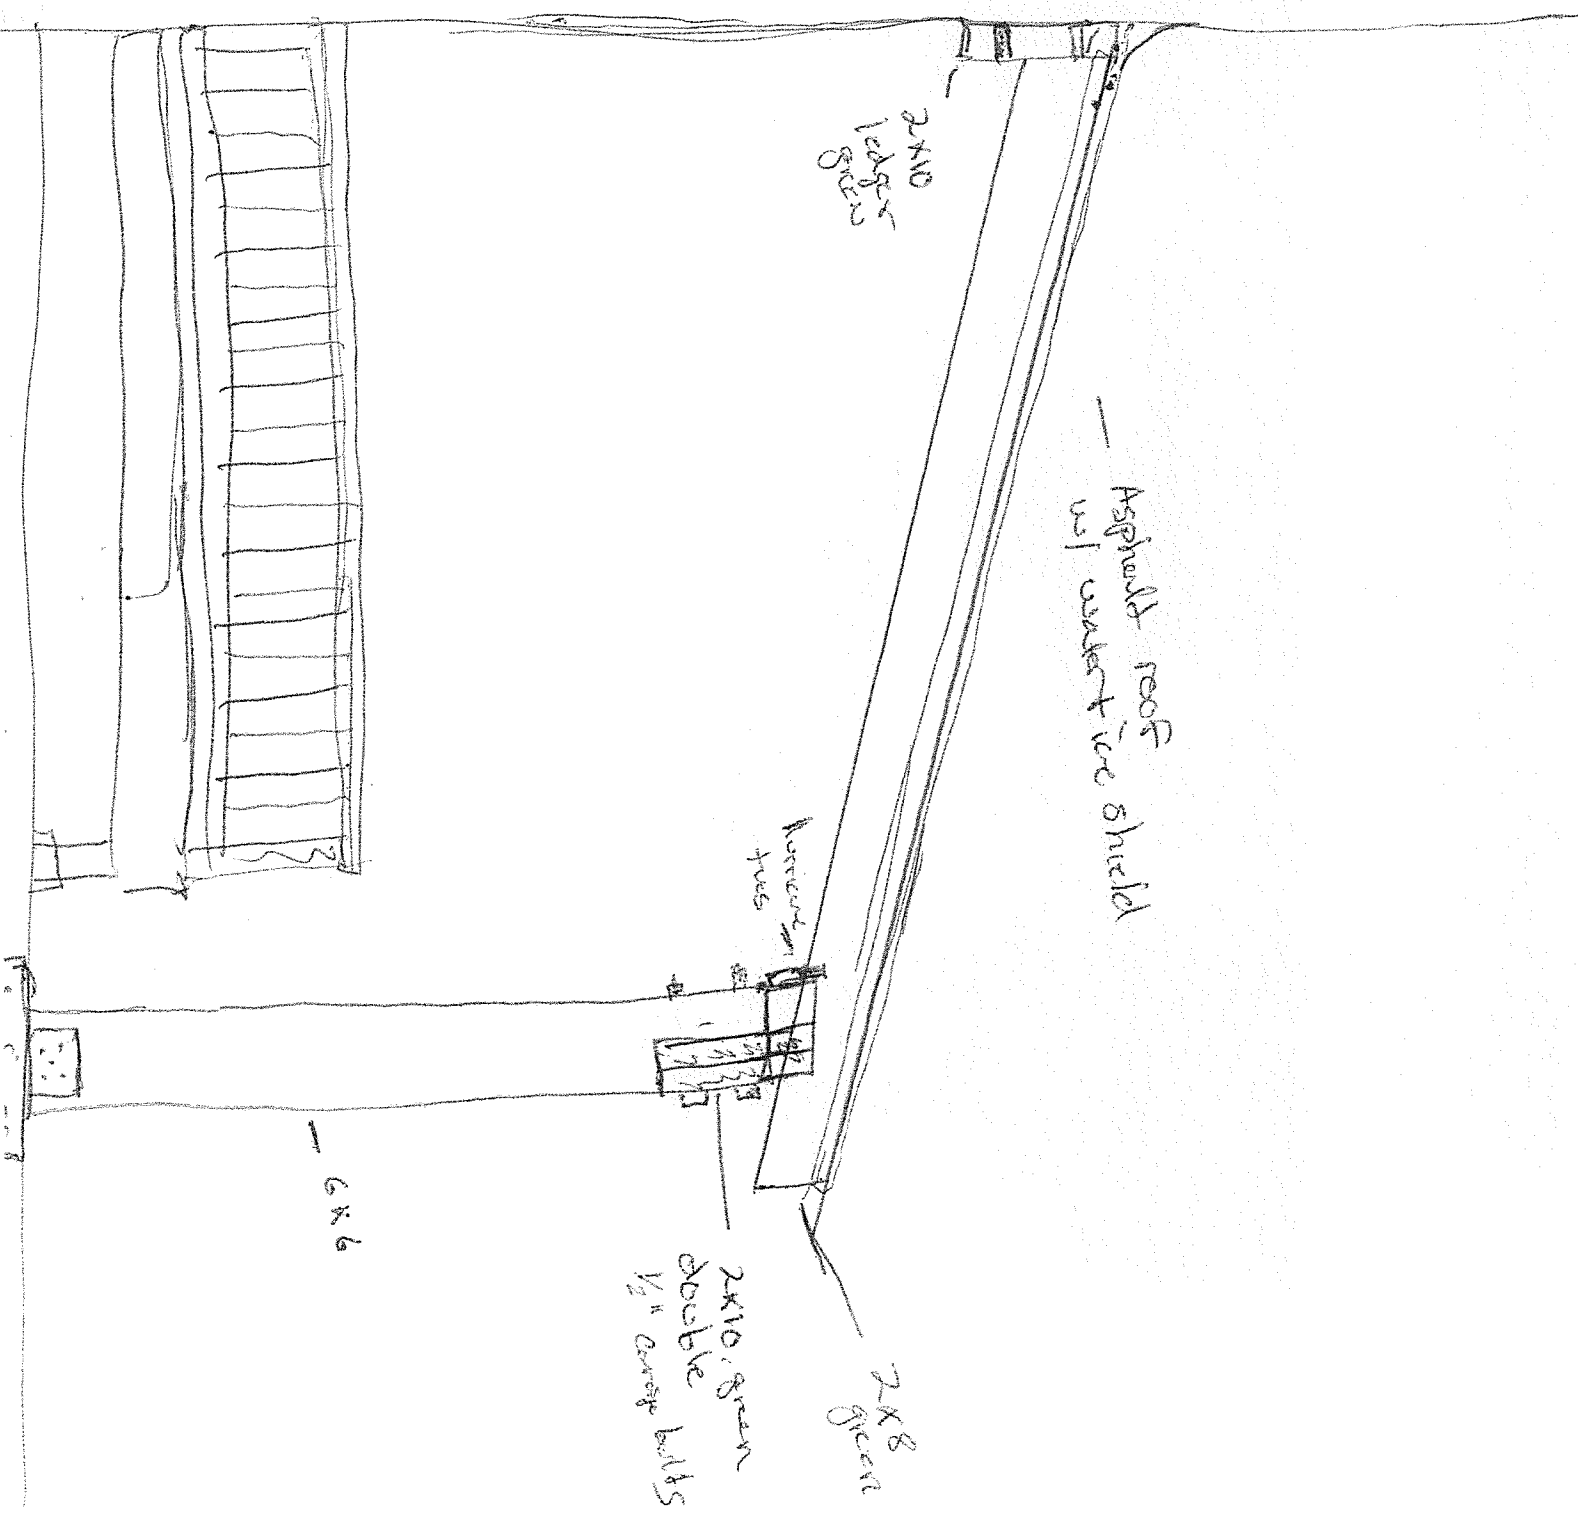 Asphalt roof
w/ water + ice shield
2x10
ledger
green
hurricane
ties
2x8
green
2x10, green
double
1/2" carriage bolts
6x6